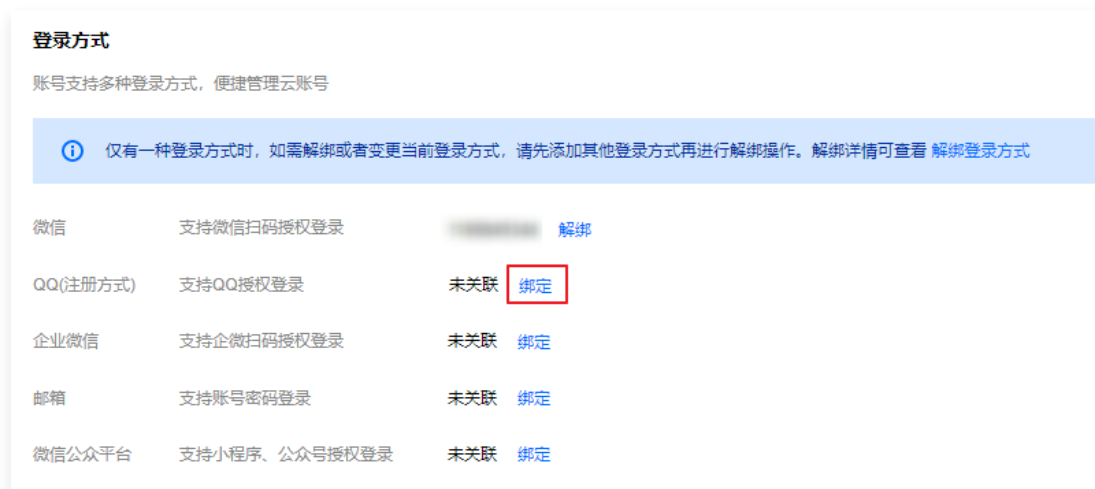 登录方式
账号支持多种登录方式，便捷管理云账号
仅有一种登录方式时，如需解绑或者变更当前登录方式，请先添加其他登录方式再进行解绑操作。解绑详情可查看 解绑登录方式
微信 支持微信扫码授权登录 解绑
QQ(注册方式) 支持QQ授权登录 未关联 绑定
企业微信 支持企微扫码授权登录 未关联 绑定
邮箱 支持账号密码登录 未关联 绑定
微信公众平台 支持小程序、公众号授权登录 未关联 绑定